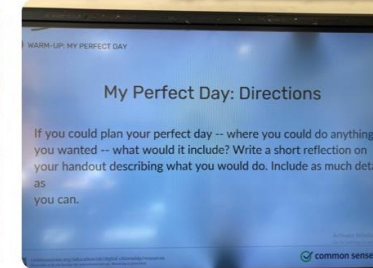 WARM-UP: MY PERFECT DAY
My Perfect Day: Directions
If you could plan your perfect day -- where you could do anything
you wanted -- what would it include? Write a short reflection on
your handout describing what you would do. Include as much deta
as
you can.
common sense